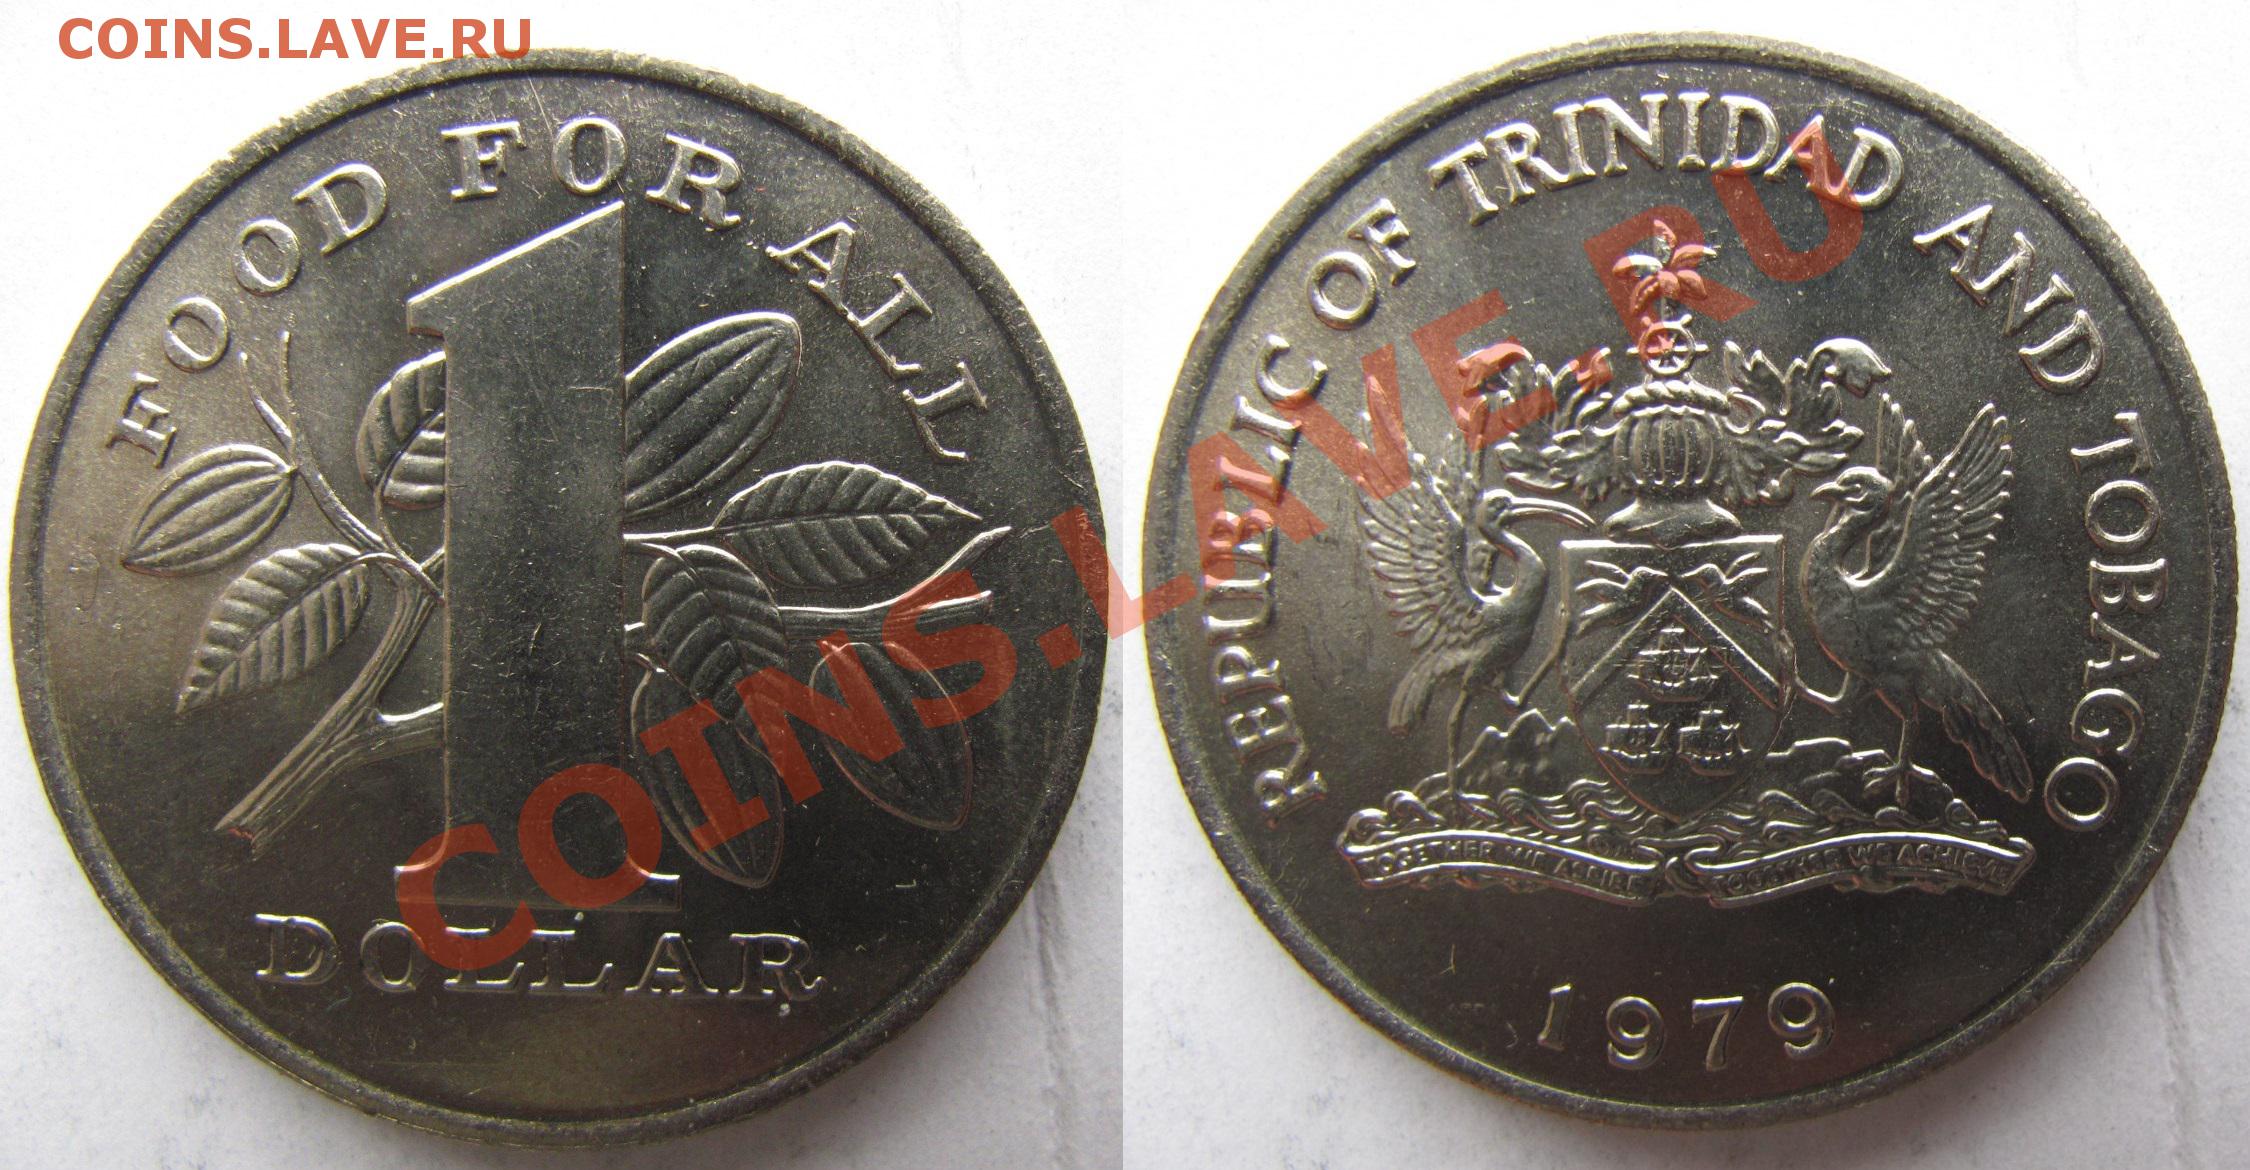 COINS.LAVE.RU
FOOD FOR ALL
1
DOLLAR
REPUBLIC OF TRINIDAD AND TOBAGO
TOGETHER WE ASPIRE TOGETHER WE ACHIEVE
1979
COINS.LAVE.RU